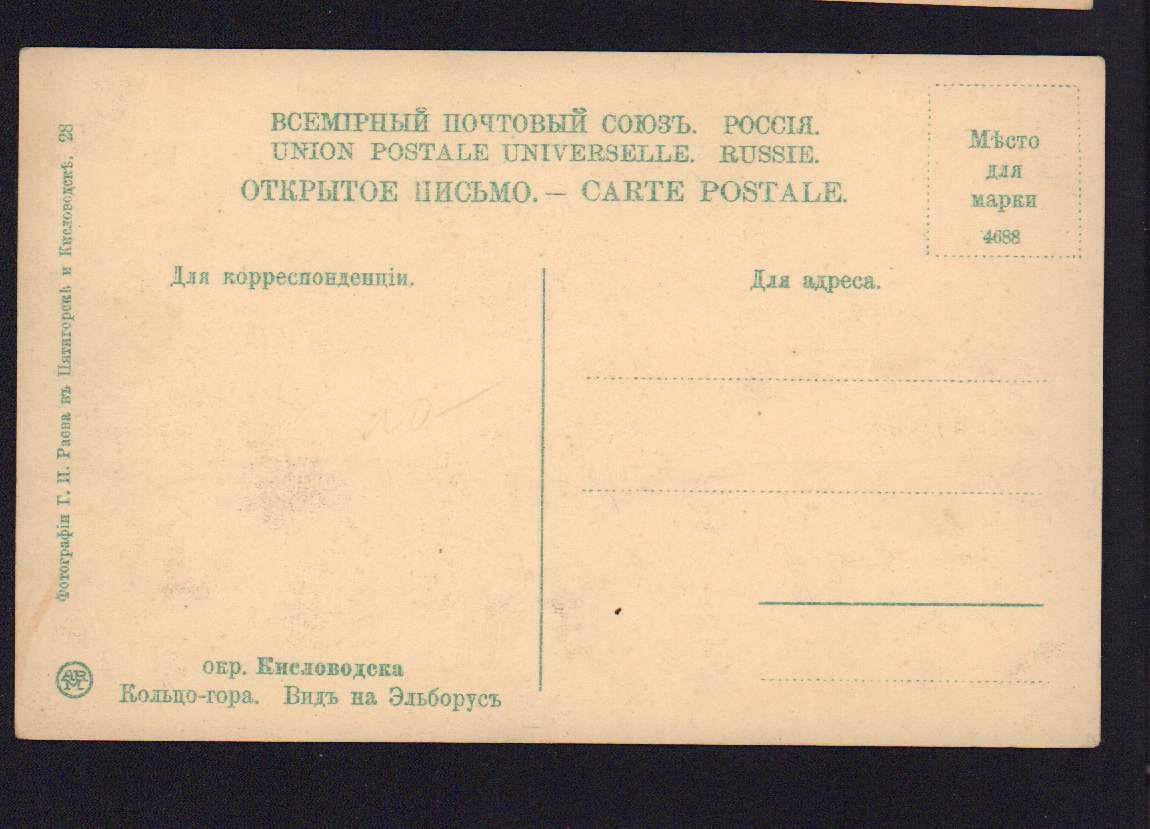 ВСЕМІРНЫЙ ПОЧТОВЫЙ СОЮЗЪ. РОССІЯ.
UNION POSTALE UNIVERSELLE. RUSSIE.
ОТКРЫТОЕ ПИСЬМО. — CARTE POSTALE.
Мѣсто
для
марки
4688
Для корреспонденціи.
Для адреса.
Фотографіи Г. И. Раева въ Пятигорскѣ и Кисловодскѣ. 28
окр. Кисловодска
Кольцо-гора. Видъ на Эльборусъ